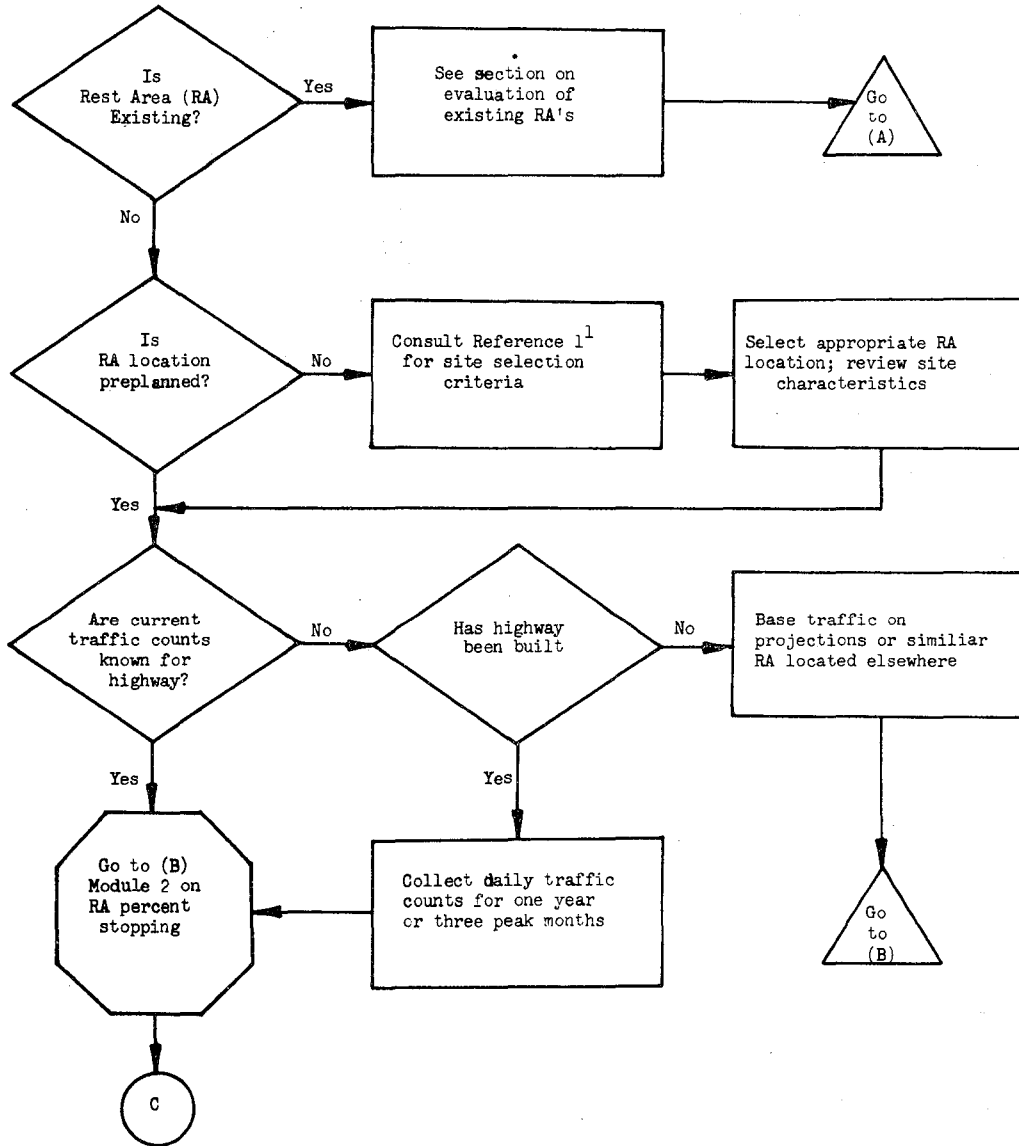 Is
Rest Area (RA)
Existing?
Yes
See section on
evaluation of
existing RA's
Go
to
(A)
No
Is
RA location
preplanned?
No
Consult Reference 1¹
for site selection
criteria
Select appropriate RA
location; review site
characteristics
Yes
Are current
traffic counts
known for
highway?
No
Has highway
been built
No
Base traffic on
projections or similiar
RA located elsewhere
Yes
Yes
Go to (B)
Module 2 on
RA percent
stopping
Collect daily traffic
counts for one year
or three peak months
Go
to
(B)
C